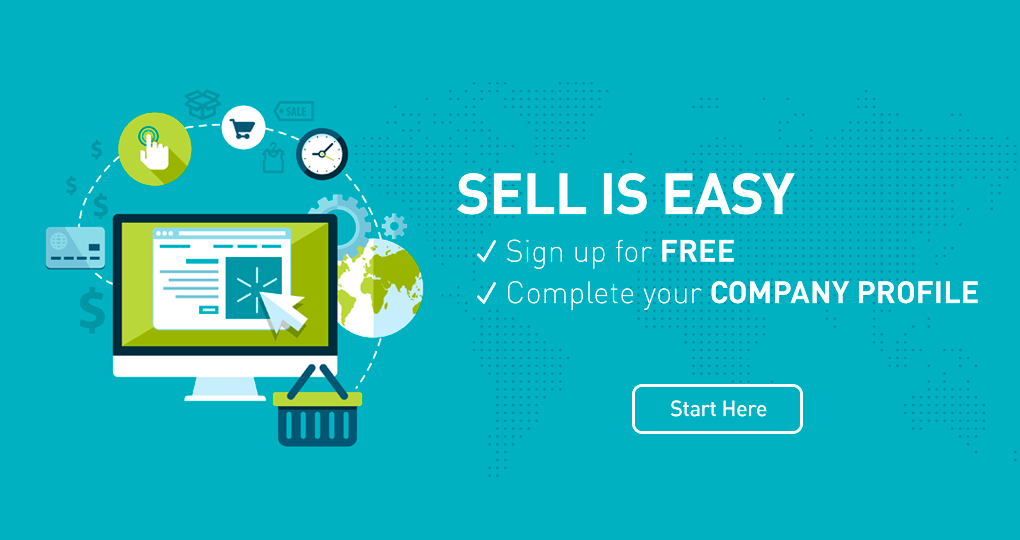 SALE
SELL IS EASY
✓ Sign up for FREE
✓ Complete your COMPANY PROFILE
Start Here